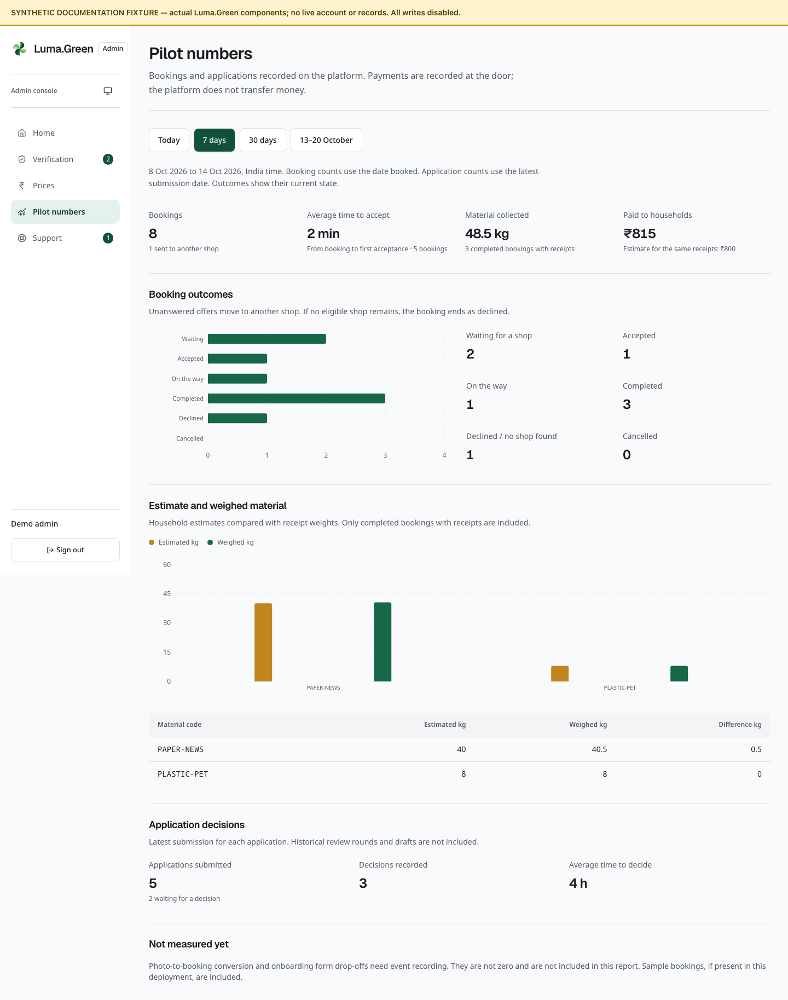 SYNTHETIC DOCUMENTATION FIXTURE — actual Luma.Green components; no live account or records. All writes disabled.
Luma.Green Admin
Admin console
Home
Verification 2
Prices
Pilot numbers
Support 1
Demo admin
Sign out
Pilot numbers
Bookings and applications recorded on the platform. Payments are recorded at the door;
the platform does not transfer money.
Today 7 days 30 days 13–20 October
8 Oct 2026 to 14 Oct 2026, India time. Booking counts use the date booked. Application counts use the latest
submission date. Outcomes show their current state.
Bookings Average time to accept Material collected Paid to households
8 2 min 48.5 kg ₹815
1 sent to another shop From booking to first acceptance · 5 bookings 3 completed bookings with receipts Estimate for the same receipts: ₹800
Booking outcomes
Unanswered offers move to another shop. If no eligible shop remains, the booking ends as declined.
Waiting
Accepted
On the way
Completed
Declined
Cancelled
0 1 2 3 4
Waiting for a shop Accepted
2 1
On the way Completed
1 3
Declined / no shop found Cancelled
1 0
Estimate and weighed material
Household estimates compared with receipt weights. Only completed bookings with receipts are included.
Estimated kg Weighed kg
60
45
30
15
0
PAPER-NEWS PLASTIC-PET
Material code Estimated kg Weighed kg Difference kg
PAPER-NEWS 40 40.5 0.5
PLASTIC-PET 8 8 0
Application decisions
Latest submission for each application. Historical review rounds and drafts are not included.
Applications submitted Decisions recorded Average time to decide
5 3 4 h
2 waiting for a decision
Not measured yet
Photo-to-booking conversion and onboarding form drop-offs need event recording. They are not zero and are not included in this report. Sample bookings, if present in this
deployment, are included.